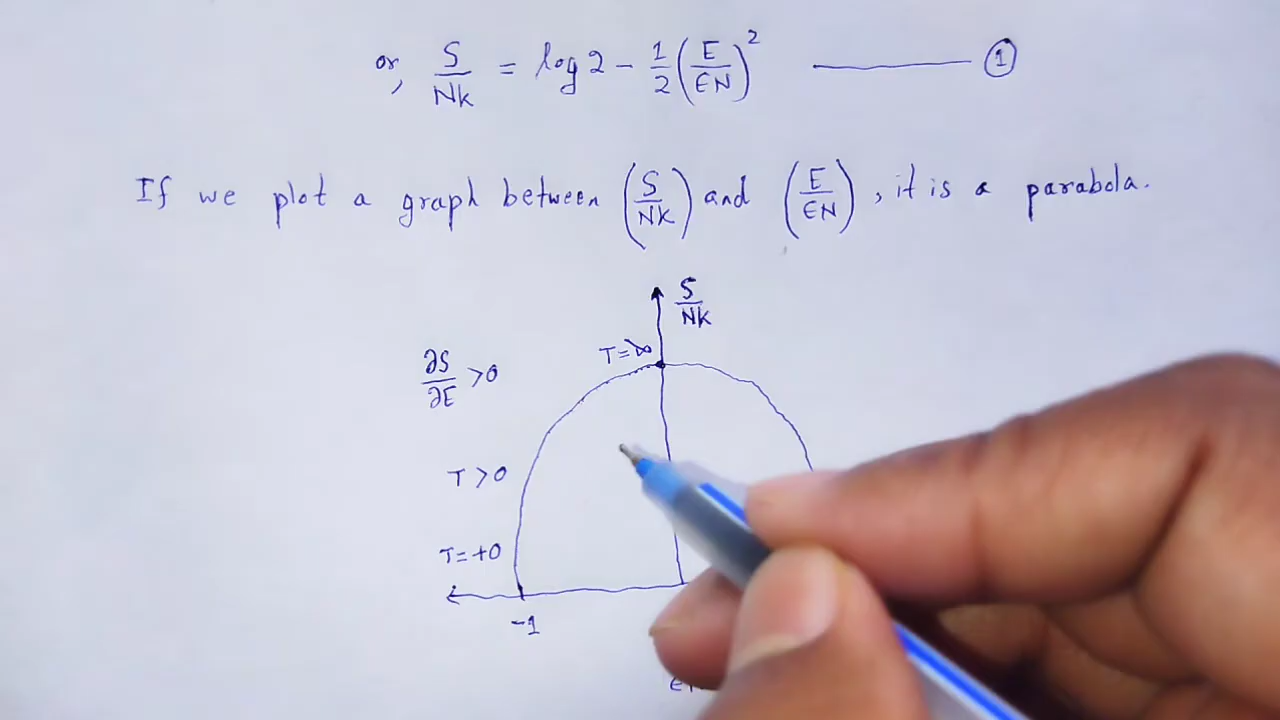 or, S/Nk = log 2 - 1/2 (E/ϵN)² ——— ①
If we plot a graph between (S/Nk) and (E/ϵN), it is a parabola.
S/Nk
T=∞
∂S/∂E >0
T>0
T=+0
-1